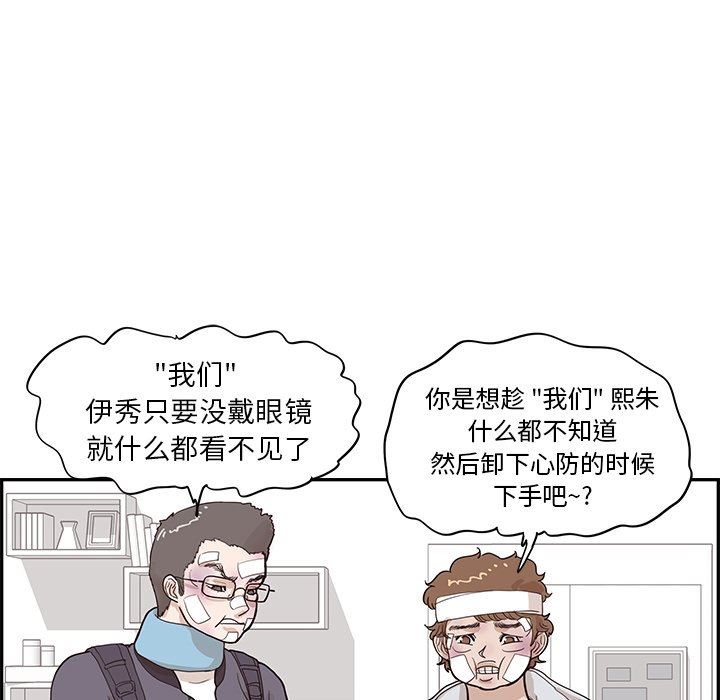 "我们"
伊秀只要没戴眼镜
就什么都看不见了
你是想趁 "我们" 熙朱
什么都不知道
然后卸下心防的时候
下手吧~?